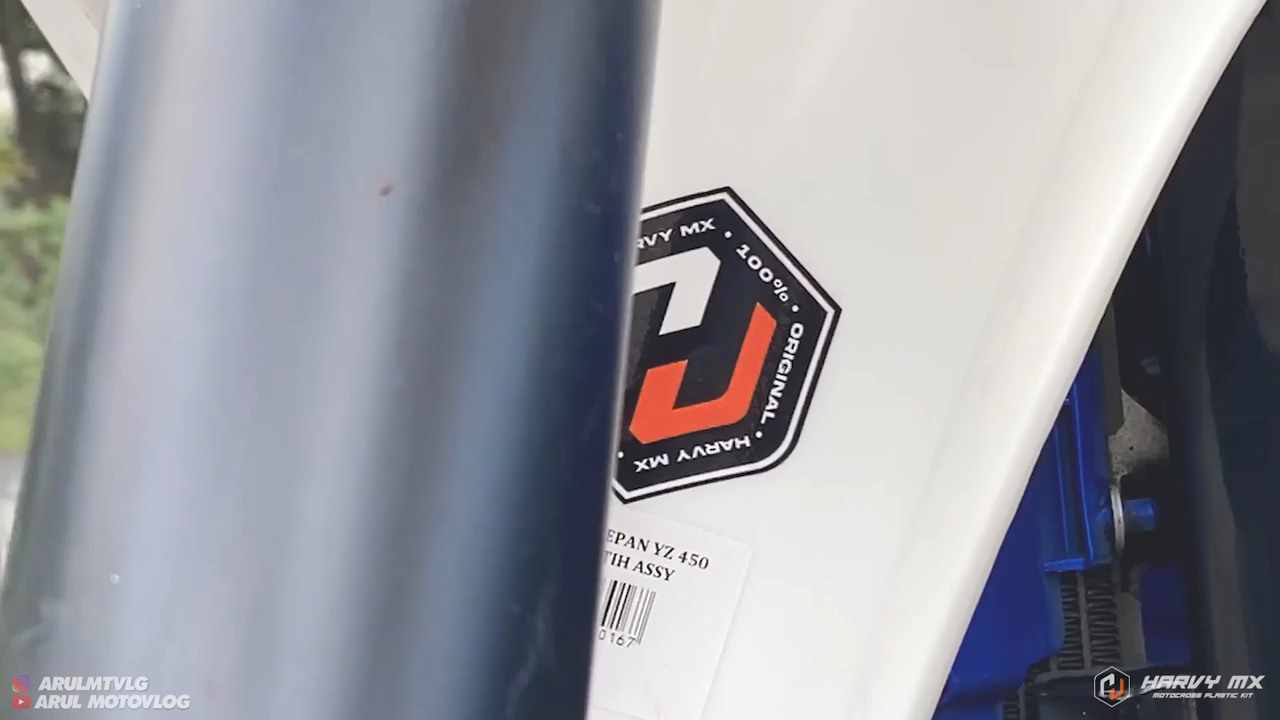 RVY MX • 100% • ORIGINAL • HARVY MX •
EPAN YZ 450
TIH ASSY
0167
ARULMTVLG
ARUL MOTOVLOG
HARVY MX
MOTOCROSS PLASTIC KIT